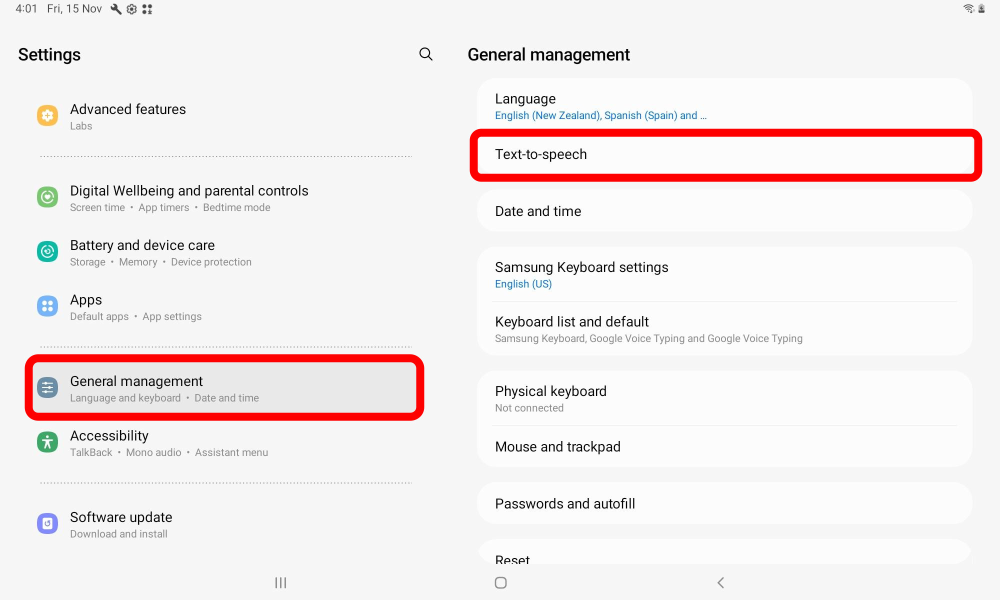 4:01 Fri, 15 Nov
Settings
Advanced features
Labs
Digital Wellbeing and parental controls
Screen time • App timers • Bedtime mode
Battery and device care
Storage • Memory • Device protection
Apps
Default apps • App settings
General management
Language and keyboard • Date and time
Accessibility
TalkBack • Mono audio • Assistant menu
Software update
Download and install
General management
Language
English (New Zealand), Spanish (Spain) and ...
Text-to-speech
Date and time
Samsung Keyboard settings
English (US)
Keyboard list and default
Samsung Keyboard, Google Voice Typing and Google Voice Typing
Physical keyboard
Not connected
Mouse and trackpad
Passwords and autofill
Reset